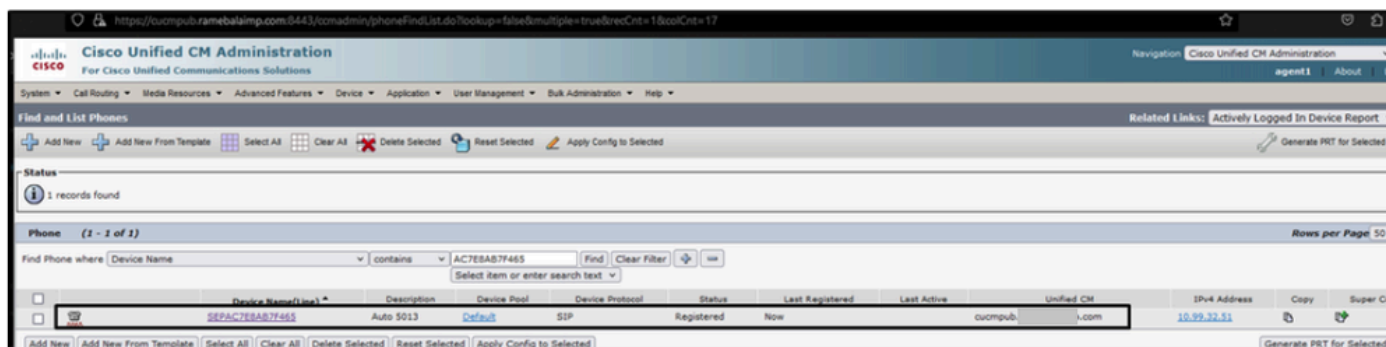 https://cucmpub.ramebalaimp.com:8443/ccmadmin/phoneFindList.do?lookup=false&multiple=true&recCnt=1&colCnt=17
CISCO
Cisco Unified CM Administration
For Cisco Unified Communications Solutions
Navigation Cisco Unified CM Administration
agent1 About
System Call Routing Media Resources Advanced Features Device Application User Management Bulk Administration Help
Find and List Phones
Related Links: Actively Logged In Device Report
Add New Add New From Template Select All Clear All Delete Selected Reset Selected Apply Config to Selected Generate PRT for Selected
Status
1 records found
Phone (1 - 1 of 1)
Rows per Page 50
Find Phone where Device Name contains AC7E8AB7F465 Find Clear Filter
Select item or enter search text
Device Name(Line) Description Device Pool Device Protocol Status Last Registered Last Active Unified CM IPv4 Address Copy Super C
SEPAC7E8AB7F465 Auto 5013 Default SIP Registered Now cucmpub. .com 10.99.32.51
Add New Add New From Template Select All Clear All Delete Selected Reset Selected Apply Config to Selected Generate PRT for Selected